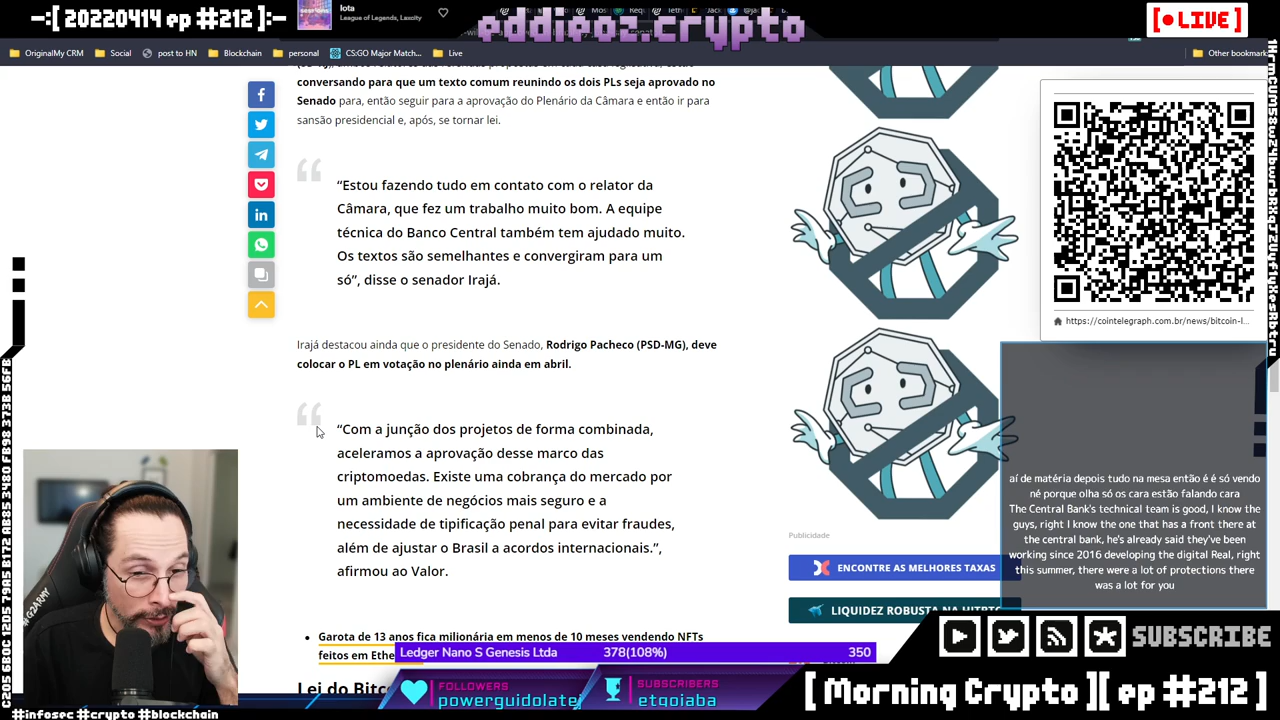 -:[ 20220414 ep #212 ]:-
Iota
League of Legends, Laxcity
eddieoz.crypto
[ LIVE ]
OriginalMy CRM
Social
post to HN
Blockchain
personal
CS:GO Major Match...
Live
Other bookmark
conversando para que um texto comum reunindo os dois PLs seja aprovado no
Senado para, então seguir para a aprovação do Plenário da Câmara e então ir para
sansão presidencial e, após, se tornar lei.
“Estou fazendo tudo em contato com o relator da
Câmara, que fez um trabalho muito bom. A equipe
técnica do Banco Central também tem ajudado muito.
Os textos são semelhantes e convergiram para um
só”, disse o senador Irajá.
Irajá destacou ainda que o presidente do Senado, Rodrigo Pacheco (PSD-MG), deve
colocar o PL em votação no plenário ainda em abril.
“Com a junção dos projetos de forma combinada,
aceleramos a aprovação desse marco das
criptomoedas. Existe uma cobrança do mercado por
um ambiente de negócios mais seguro e a
necessidade de tipificação penal para evitar fraudes,
além de ajustar o Brasil a acordos internacionais.”,
afirmou ao Valor.
Garota de 13 anos fica milionária em menos de 10 meses vendendo NFTs
feitos em Ethe
Lei do Bitc
Publicidade
ENCONTRE AS MELHORES TAXAS
LIQUIDEZ ROBUSTA NA HITBTC
https://cointelegraph.com.br/news/bitcoin-l...
aí de matéria depois tudo na mesa então é é só vendo
né porque olha só os cara estão falando cara
The Central Bank's technical team is good, I know the
guys, right I know the one that has a front there at
the central bank, he's already said they've been
working since 2016 developing the digital Real, right
this summer, there were a lot of protections there
was a lot for you
Ledger Nano S Genesis Ltda 378(108%) 350
FOLLOWERS
powerguidolatej
SUBSCRIBERS
etgoiaba
SUBSCRIBE
[ Morning Crypto ][ ep #212 ]
#infosec #crypto #blockchain